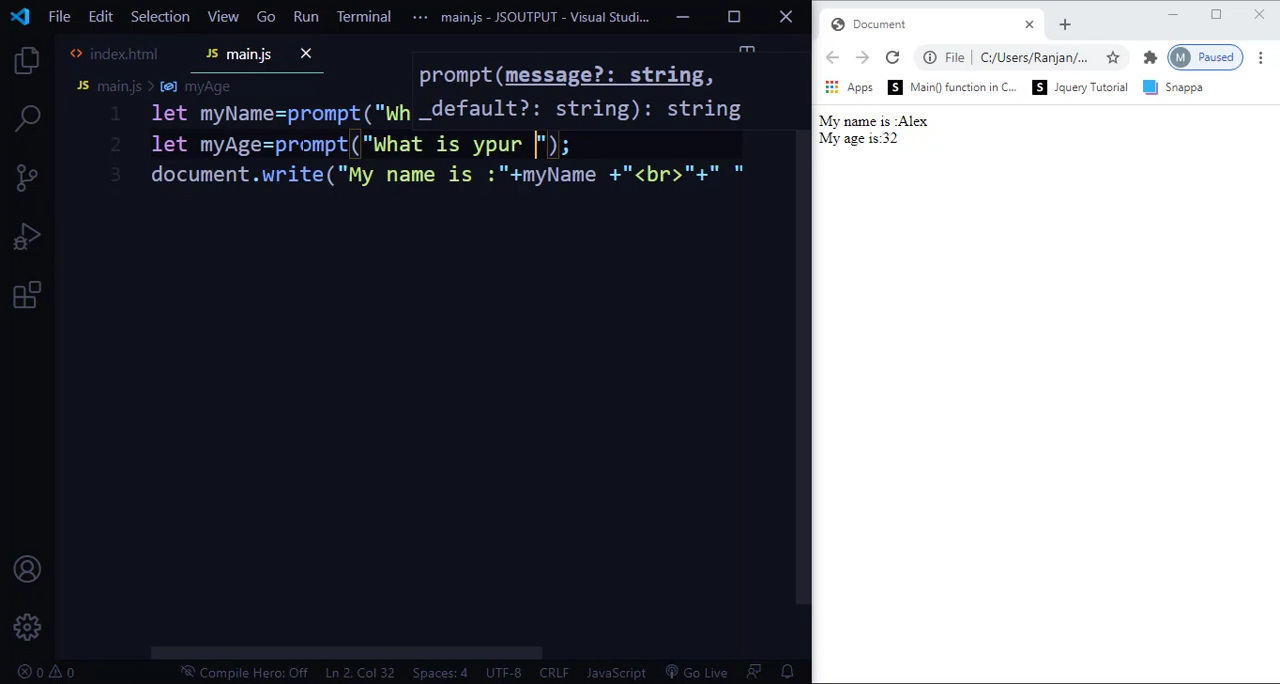 File Edit Selection View Go Run Terminal ··· main.js - JSOUTPUT - Visual Studi...
index.html JS main.js
JS main.js > myAge
prompt(message?: string,
_default?: string): string
1 let myName=prompt("Wh
2 let myAge=prompt("What is ypur ");
3 document.write("My name is :"+myName +"<br>"+" "
0 0 Compile Hero: Off Ln 2, Col 32 Spaces: 4 UTF-8 CRLF JavaScript Go Live
Document
File C:/Users/Ranjan/... M Paused
Apps S Main() function in C... S Jquery Tutorial Snappa
My name is :Alex
My age is:32